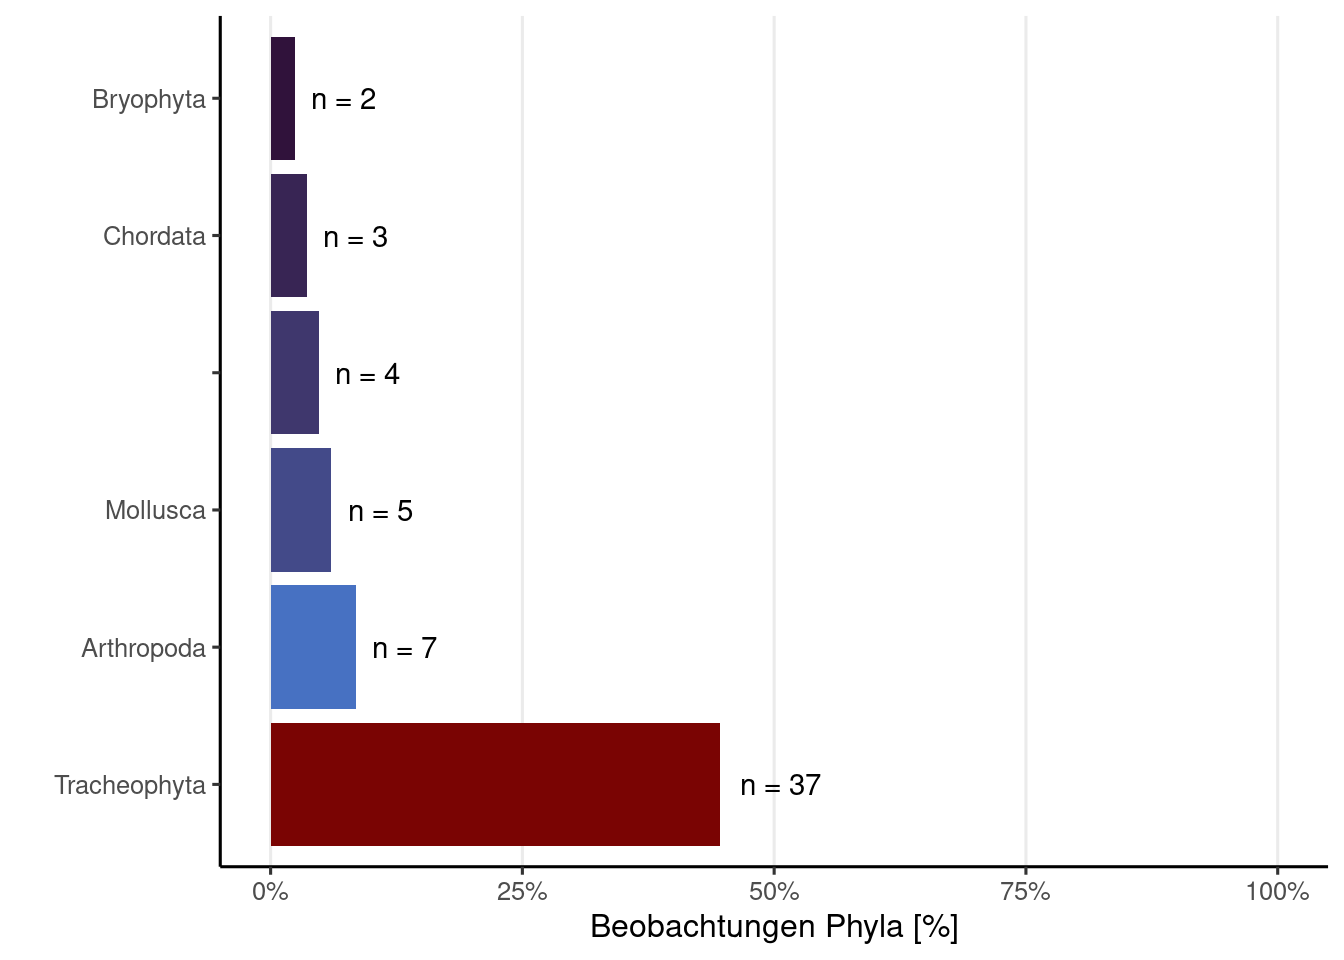 Bryophyta
n = 2
Chordata
n = 3
n = 4
Mollusca
n = 5
Arthropoda
n = 7
Tracheophyta
n = 37
0% 25% 50% 75% 100%
Beobachtungen Phyla [%]